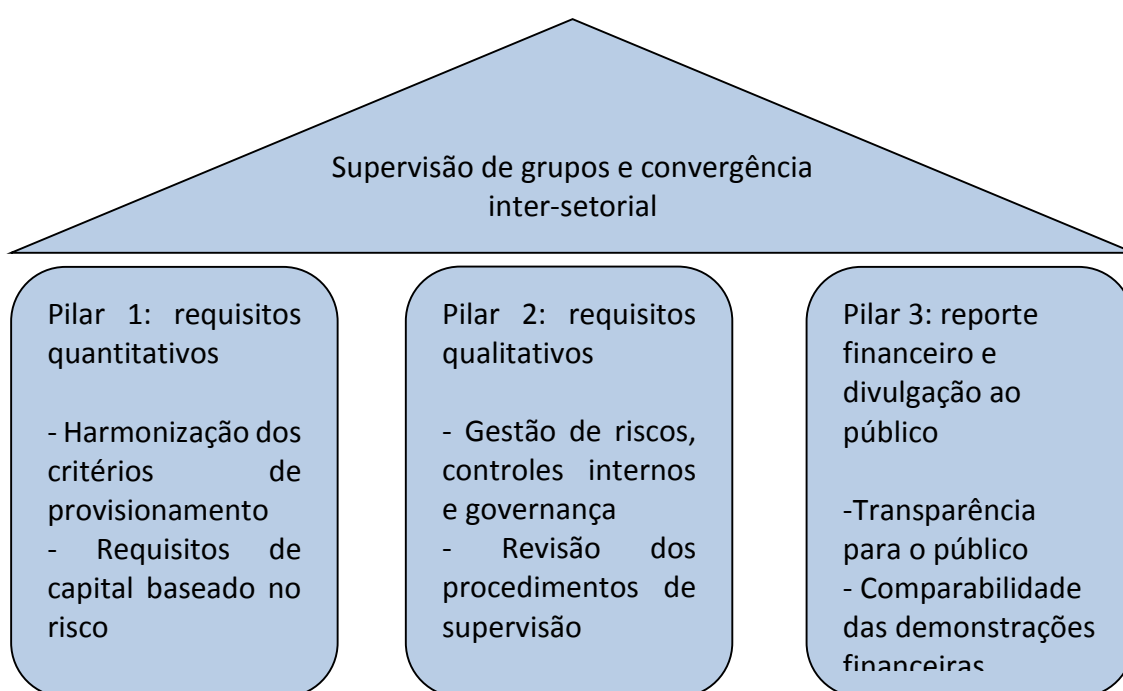 Supervisão de grupos e convergência
inter-setorial
Pilar 1: requisitos
quantitativos
- Harmonização dos
critérios de
provisionamento
- Requisitos de
capital baseado no
risco
Pilar 2: requisitos
qualitativos
- Gestão de riscos,
controles internos
e governança
- Revisão dos
procedimentos de
supervisão
Pilar 3: reporte
financeiro e
divulgação ao
público
-Transparência
para o público
- Comparabilidade
das demonstrações
financeiras